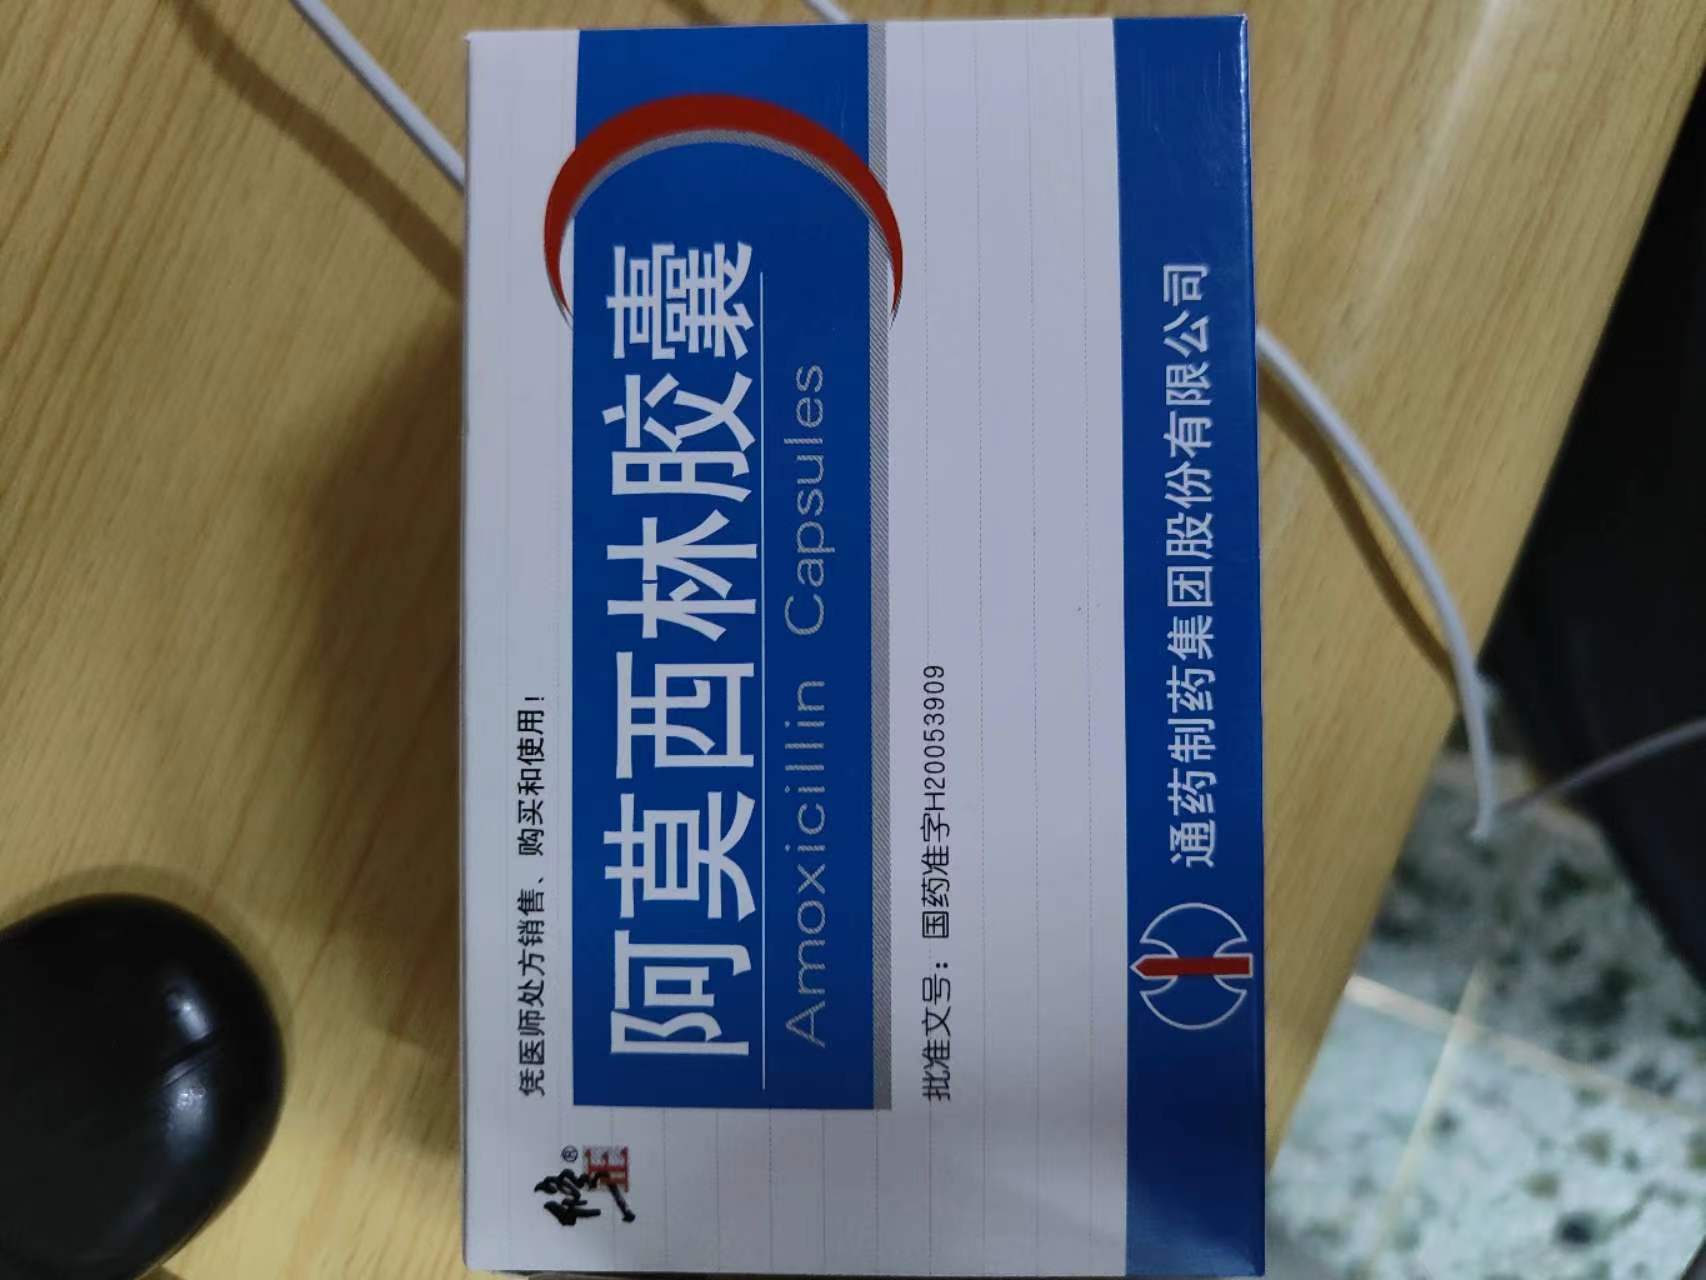 修正®
凭医师处方销售、购买和使用!
阿莫西林胶囊
Amoxicillin Capsules
批准文号: 国药准字H20053909
通药制药集团股份有限公司